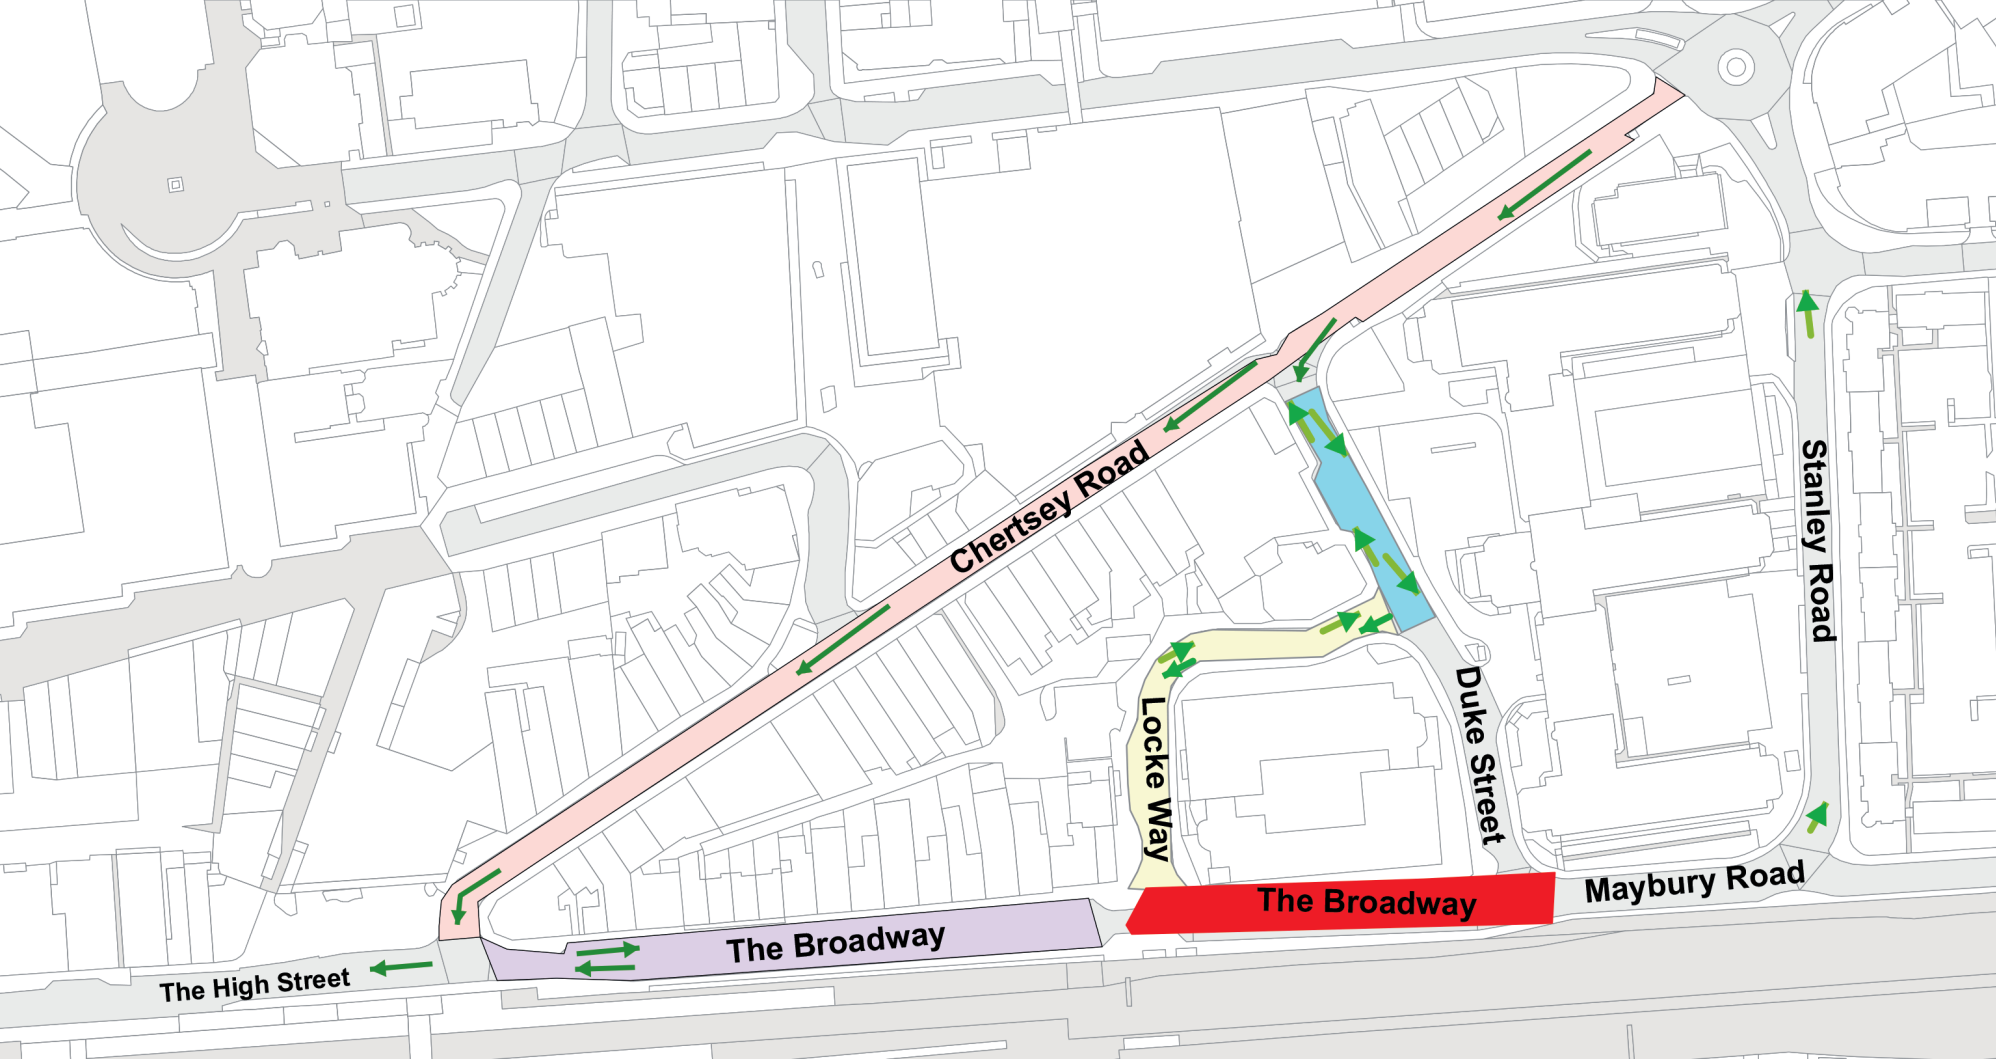 Chertsey Road
Stanley Road
Duke Street
Locke Way
Maybury Road
The Broadway
The Broadway
The High Street